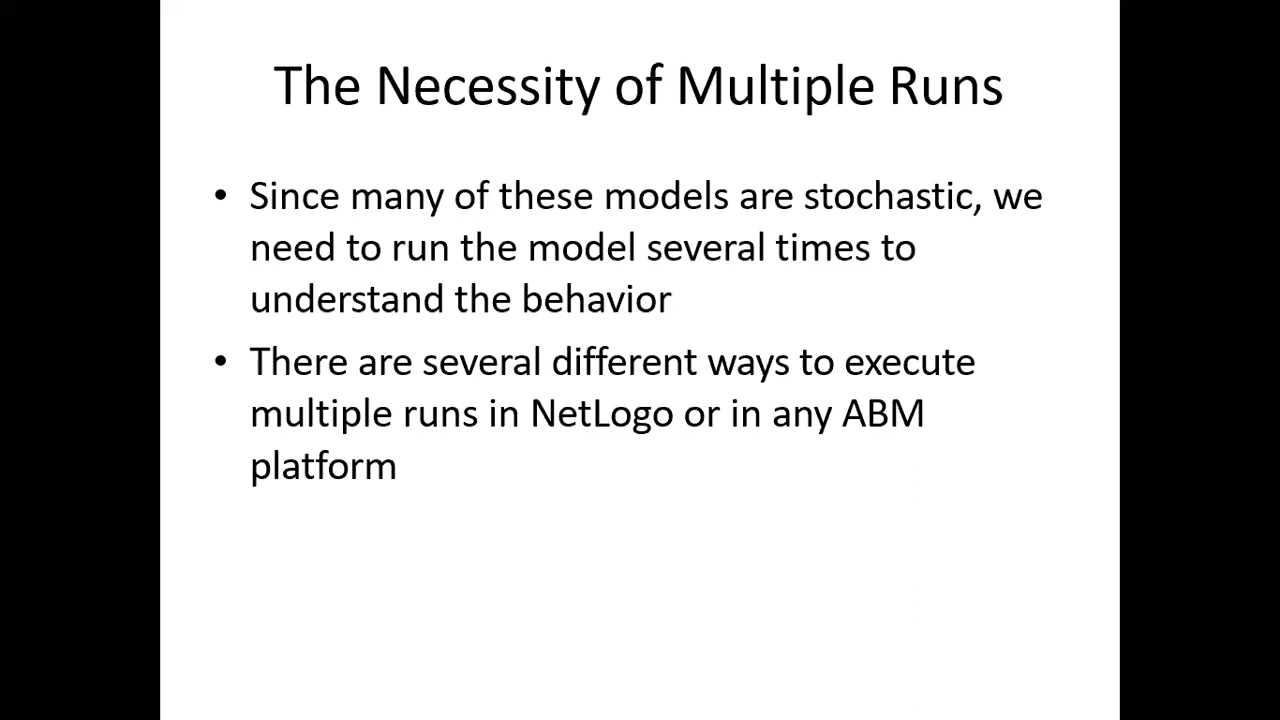 The Necessity of Multiple Runs
• Since many of these models are stochastic, we
need to run the model several times to
understand the behavior
• There are several different ways to execute
multiple runs in NetLogo or in any ABM
platform